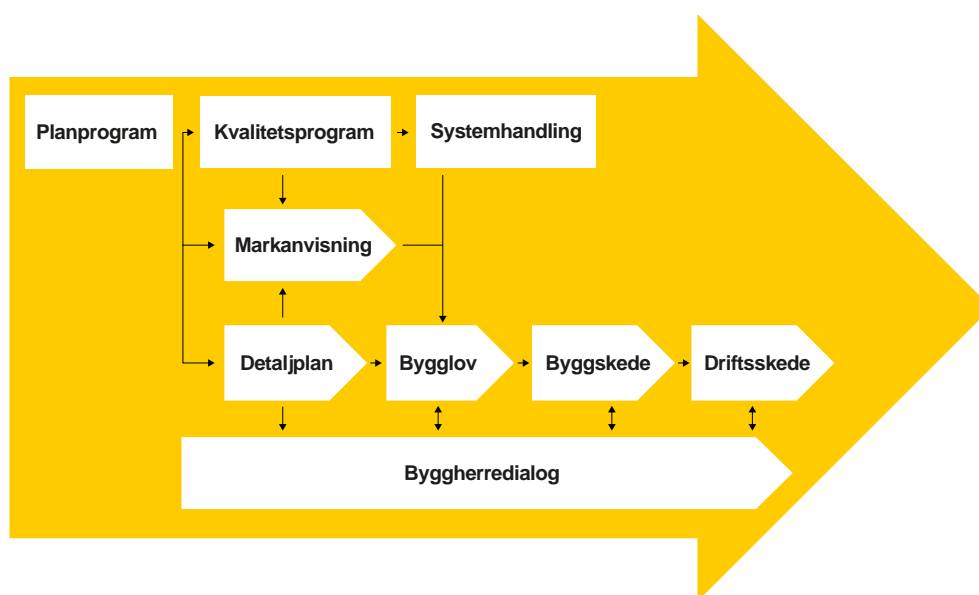 Planprogram
Kvalitetsprogram
Systemhandling
Markanvisning
Detaljplan
Bygglov
Byggskede
Driftsskede
Byggherredialog